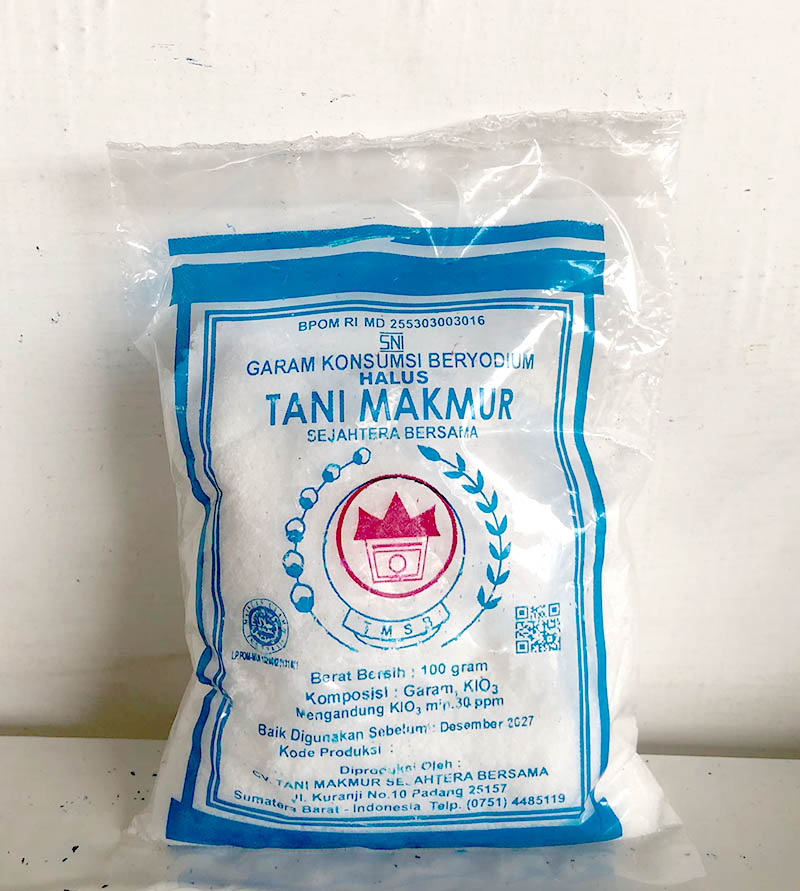 BPOM RI MD 255303003016
SNI
GARAM KONSUMSI BERYODIUM
HALUS
TANI MAKMUR
SEJAHTERA BERSAMA
TMSB
Berat Bersih : 100 gram
Komposisi : Garam, KIO3
Mengandung KIO3 min.30 ppm
Baik Digunakan Sebelum : Desember 2027
Kode Produksi :
Diproduksi Oleh :
CV. TANI MAKMUR SEJAHTERA BERSAMA
Jl. Kuranji No.10 Padang 25157
Sumatera Barat - Indonesia Telp. (0751) 4485119